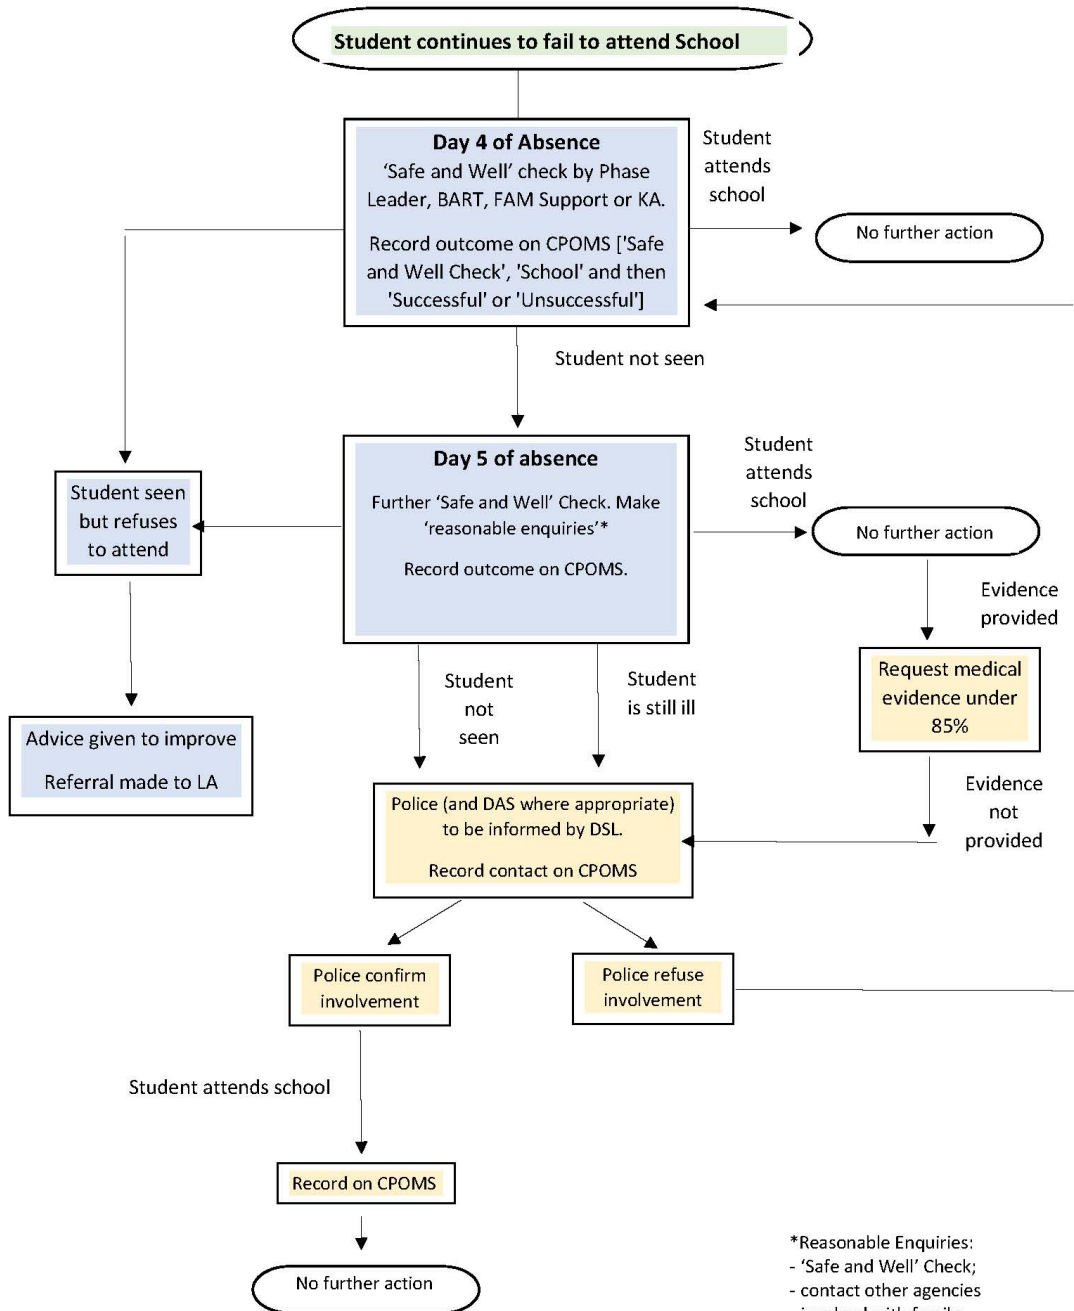 Student continues to fail to attend School
Day 4 of Absence
‘Safe and Well’ check by Phase
Leader, BART, FAM Support or KA.
Record outcome on CPOMS ['Safe
and Well Check', 'School' and then
'Successful' or 'Unsuccessful']
Student
attends
school
No further action
Student not seen
Day 5 of absence
Further ‘Safe and Well’ Check. Make
‘reasonable enquiries’*
Record outcome on CPOMS.
Student
attends
school
No further action
Student seen
but refuses
to attend
Evidence
provided
Request medical
evidence under
85%
Student
not
seen
Student
is still ill
Advice given to improve
Referral made to LA
Evidence
not
provided
Police (and DAS where appropriate)
to be informed by DSL.
Record contact on CPOMS
Police confirm
involvement
Police refuse
involvement
Student attends school
Record on CPOMS
No further action
*Reasonable Enquiries:
- ‘Safe and Well’ Check;
- contact other agencies